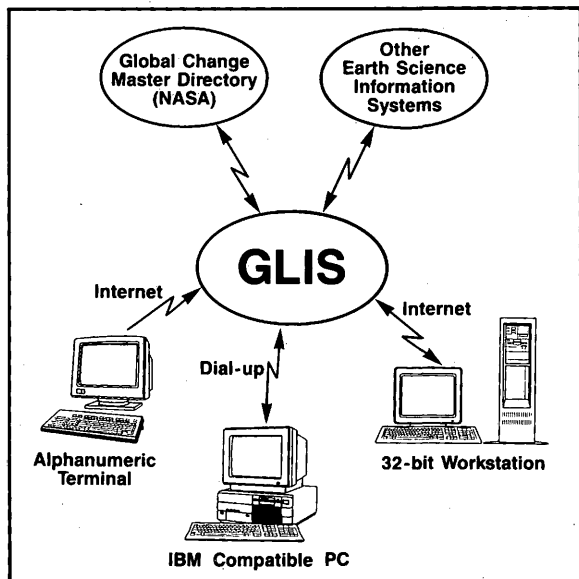 Global Change
Master Directory
(NASA)
Other
Earth Science
Information
Systems
GLIS
Internet
Internet
Dial-up
Alphanumeric
Terminal
32-bit Workstation
IBM Compatible PC